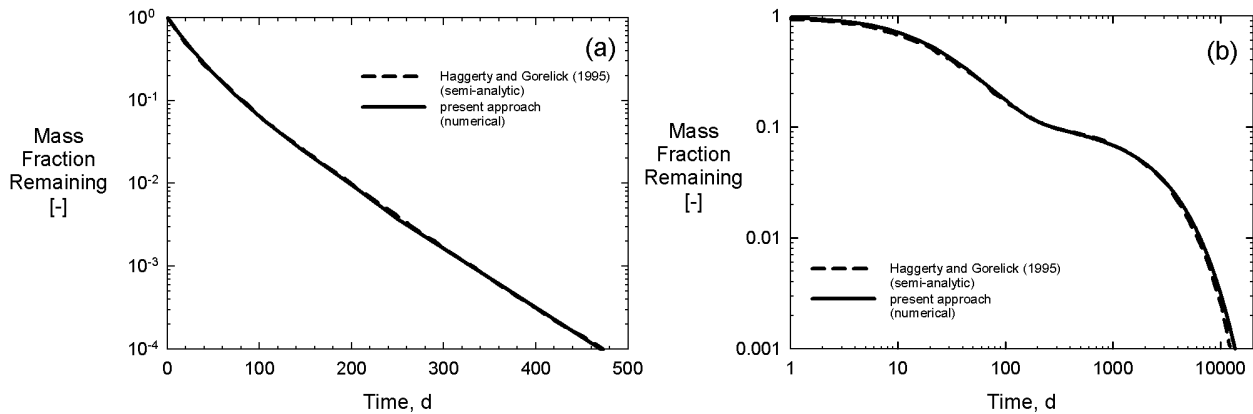 (a)
10⁰
10⁻¹
10⁻²
10⁻³
10⁻⁴
Mass
Fraction
Remaining
[-]
Haggerty and Gorelick (1995)
(semi-analytic)
present approach
(numerical)
0 100 200 300 400 500
Time, d
(b)
1
0.1
0.01
0.001
Mass
Fraction
Remaining
[-]
Haggerty and Gorelick (1995)
(semi-analytic)
present approach
(numerical)
1 10 100 1000 10000
Time, d